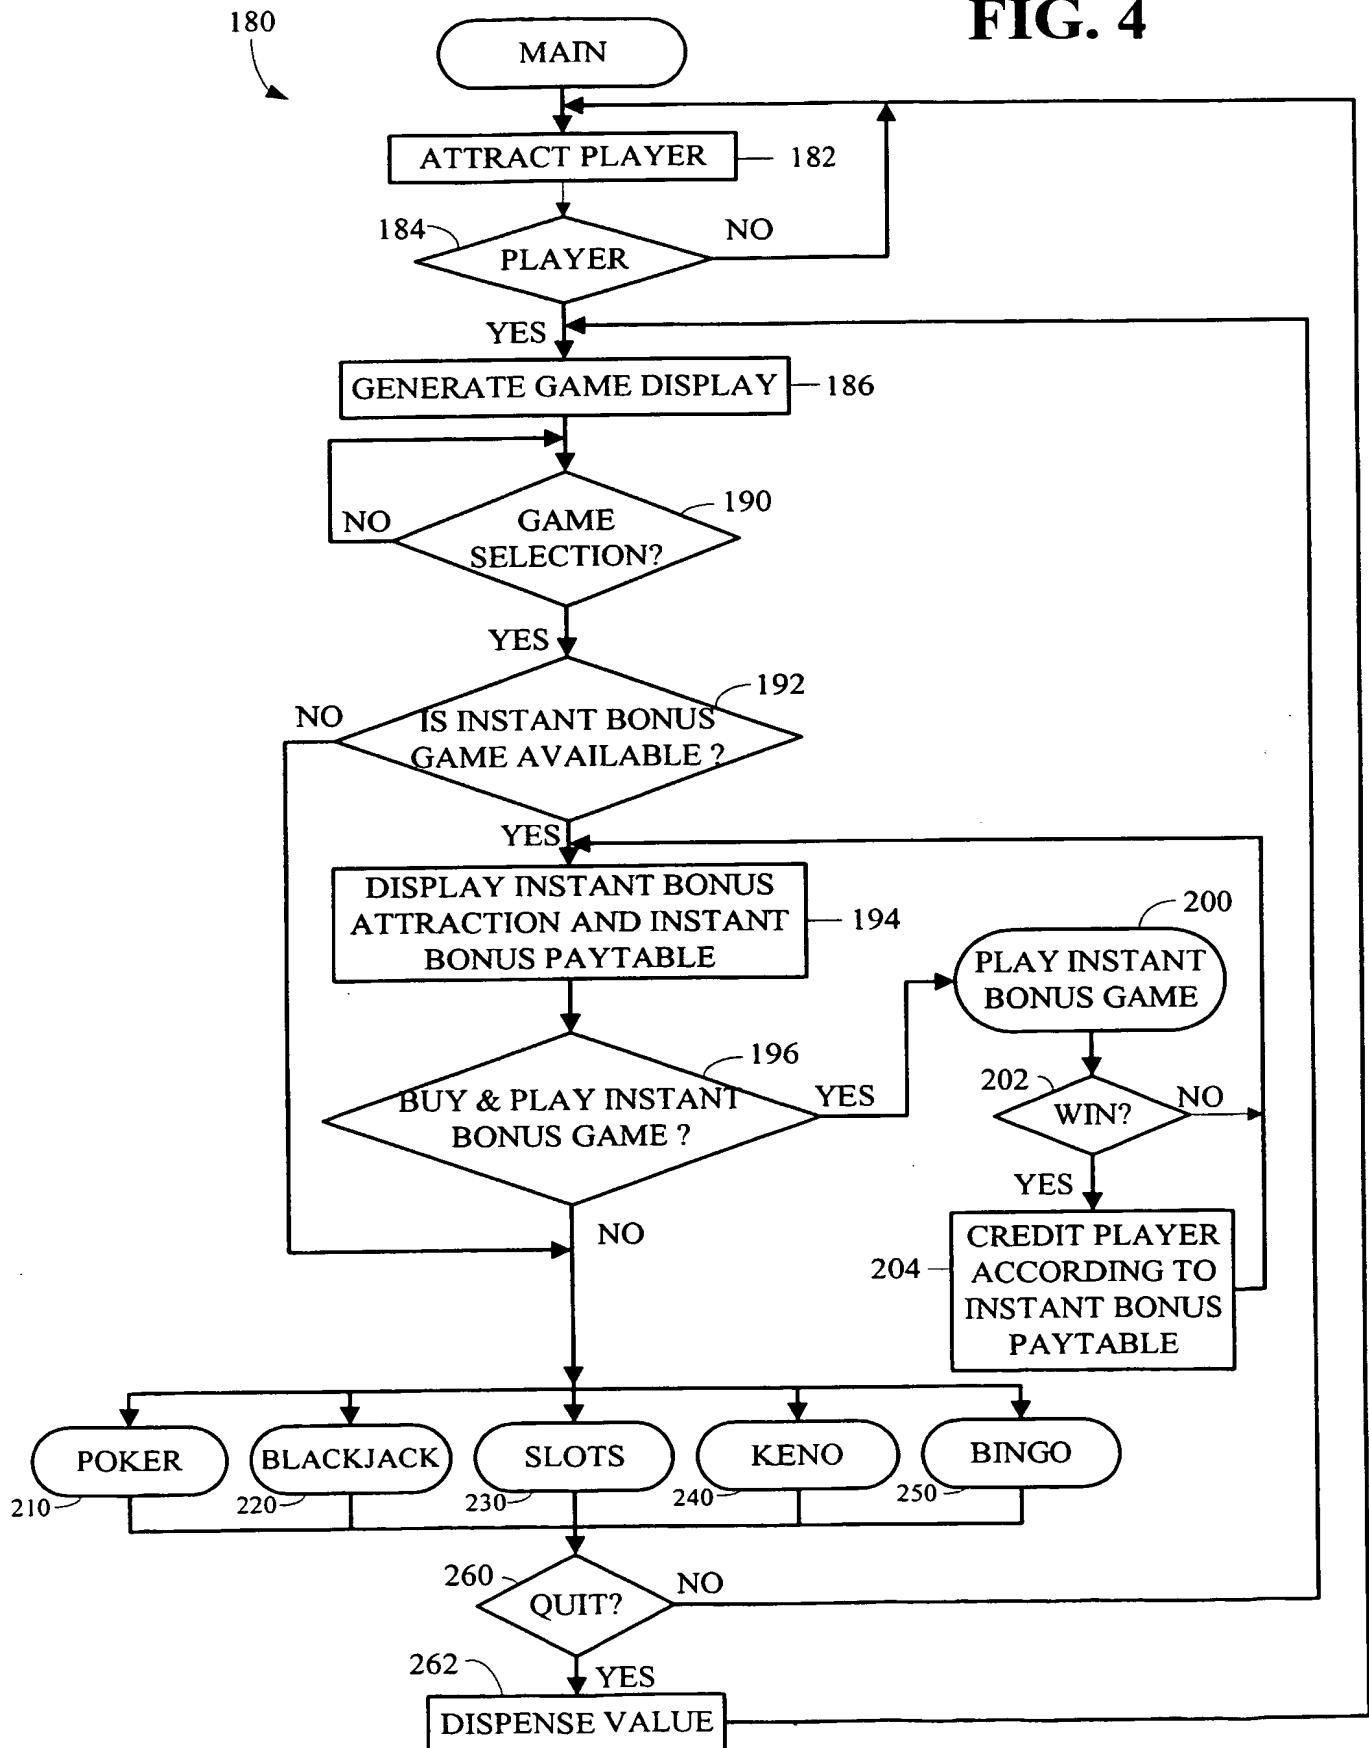 FIG. 4
180
MAIN
ATTRACT PLAYER
182
184
PLAYER
NO
YES
GENERATE GAME DISPLAY
186
190
NO
GAME
SELECTION?
YES
192
NO
IS INSTANT BONUS
GAME AVAILABLE ?
YES
DISPLAY INSTANT BONUS
ATTRACTION AND INSTANT
BONUS PAYTABLE
194
200
PLAY INSTANT
BONUS GAME
196
BUY & PLAY INSTANT
BONUS GAME ?
YES
NO
202
WIN?
NO
YES
204
CREDIT PLAYER
ACCORDING TO
INSTANT BONUS
PAYTABLE
POKER
BLACKJACK
SLOTS
KENO
BINGO
210
220
230
240
250
260
QUIT?
NO
YES
262
DISPENSE VALUE